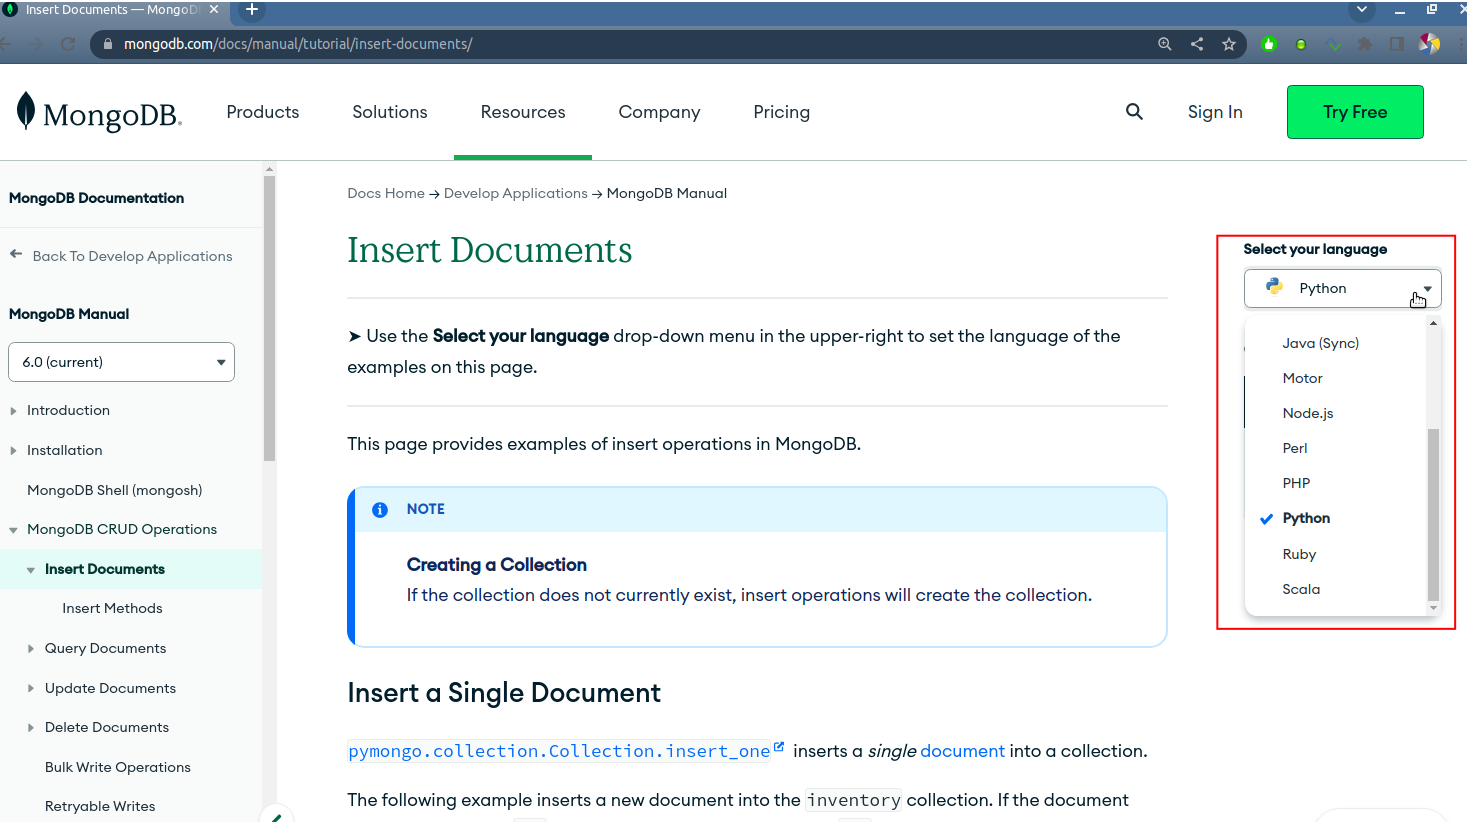 Insert Documents — MongoD
mongodb.com/docs/manual/tutorial/insert-documents/
MongoDB.
Products
Solutions
Resources
Company
Pricing
Sign In
Try Free
MongoDB Documentation
Back To Develop Applications
MongoDB Manual
6.0 (current)
Introduction
Installation
MongoDB Shell (mongosh)
MongoDB CRUD Operations
Insert Documents
Insert Methods
Query Documents
Update Documents
Delete Documents
Bulk Write Operations
Retryable Writes
Docs Home → Develop Applications → MongoDB Manual
Insert Documents
➤ Use the Select your language drop-down menu in the upper-right to set the language of the
examples on this page.
This page provides examples of insert operations in MongoDB.
NOTE
Creating a Collection
If the collection does not currently exist, insert operations will create the collection.
Insert a Single Document
pymongo.collection.Collection.insert_one inserts a single document into a collection.
The following example inserts a new document into the inventory collection. If the document
Select your language
Python
Java (Sync)
Motor
Node.js
Perl
PHP
Python
Ruby
Scala